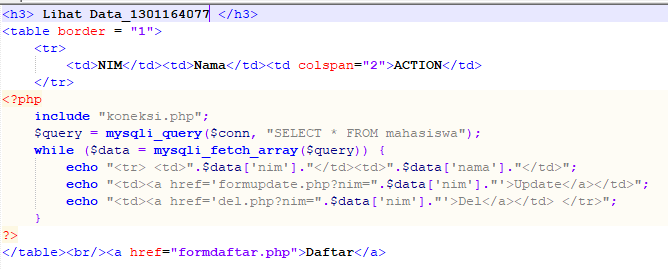 <h3> Lihat Data_1301164077 </h3>
<table border = "1">
<tr>
<td>NIM</td><td>Nama</td><td colspan="2">ACTION</td>
</tr>
<?php
include "koneksi.php";
$query = mysqli_query($conn, "SELECT * FROM mahasiswa");
while ($data = mysqli_fetch_array($query)) {
echo "<tr> <td>".$data['nim']."</td><td>".$data['nama']."</td>";
echo "<td><a href='formupdate.php?nim=".$data['nim']."'>Update</a></td>";
echo "<td><a href='del.php?nim=".$data['nim']."'>Del</a></td> </tr>";
}
?>
</table><br/><a href="formdaftar.php">Daftar</a>